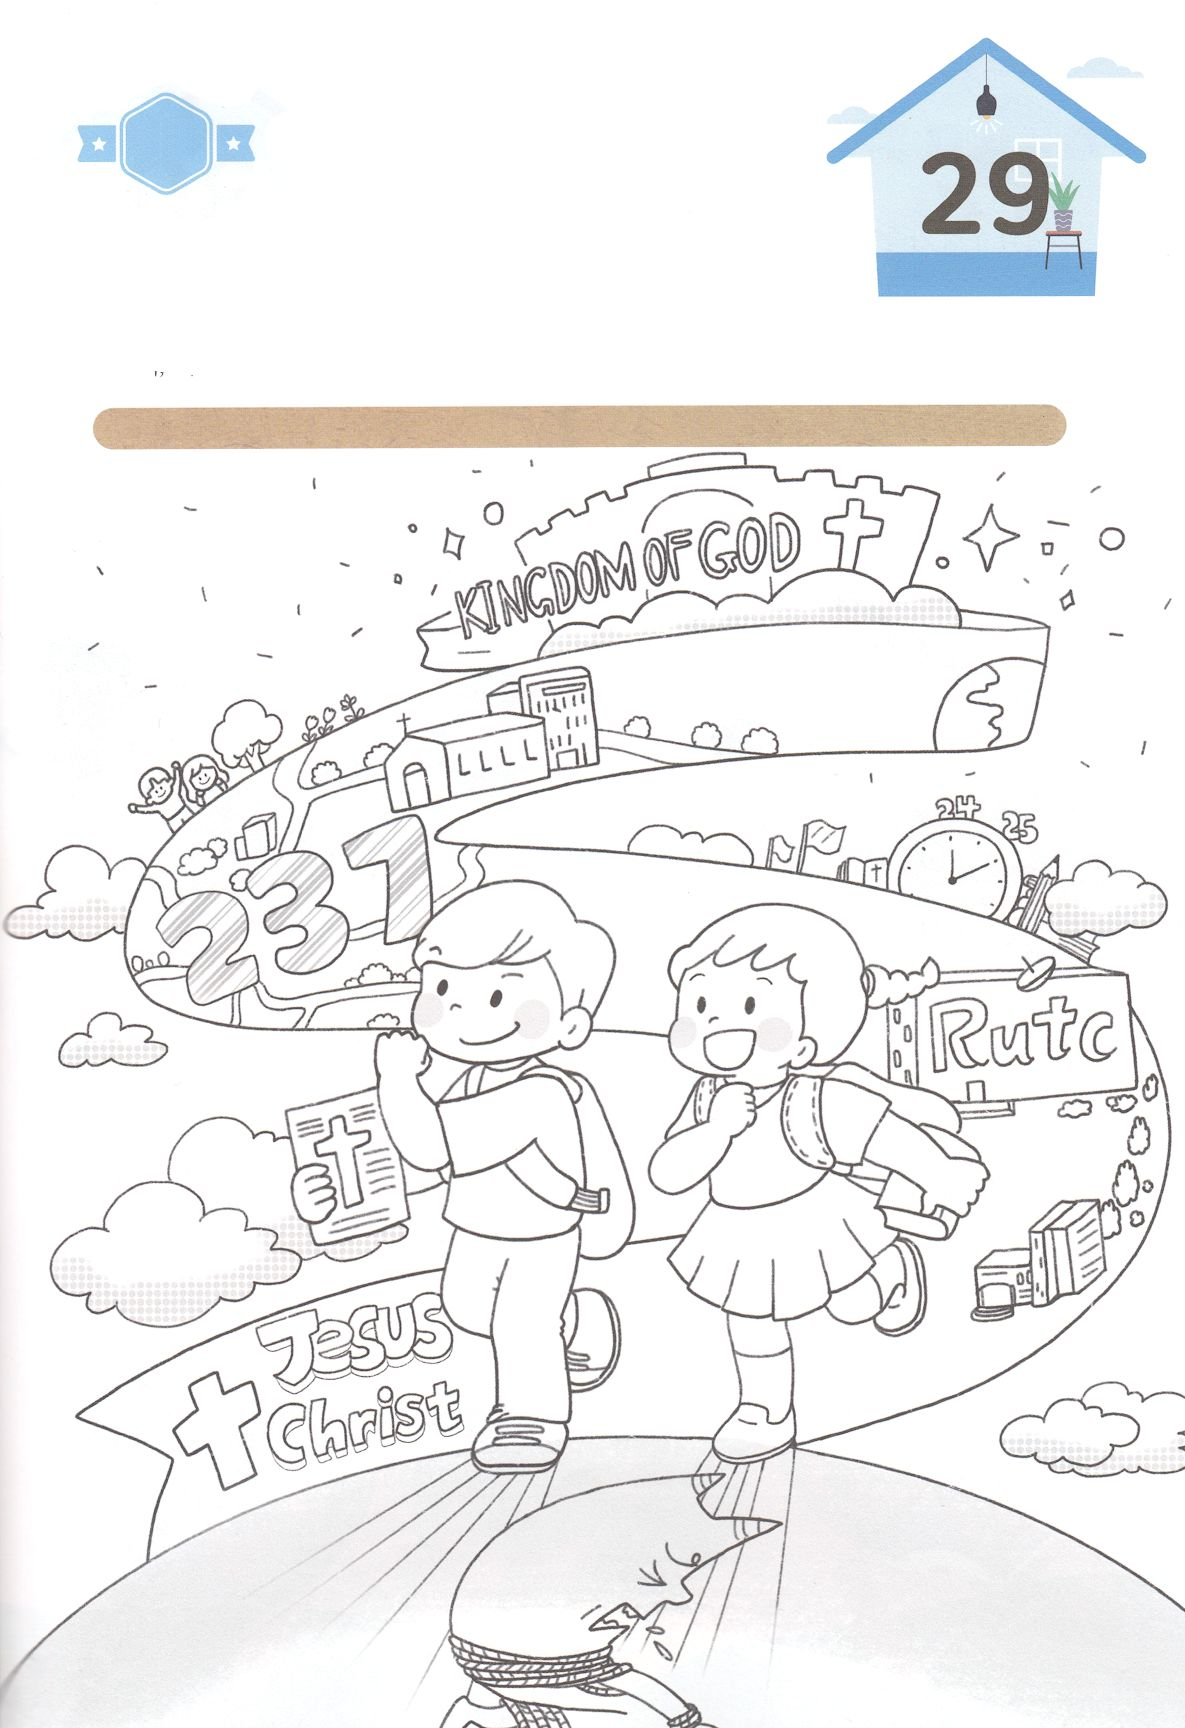 29
KINGDOM OF GOD
237
24 25
Rutc
Jesus
Christ